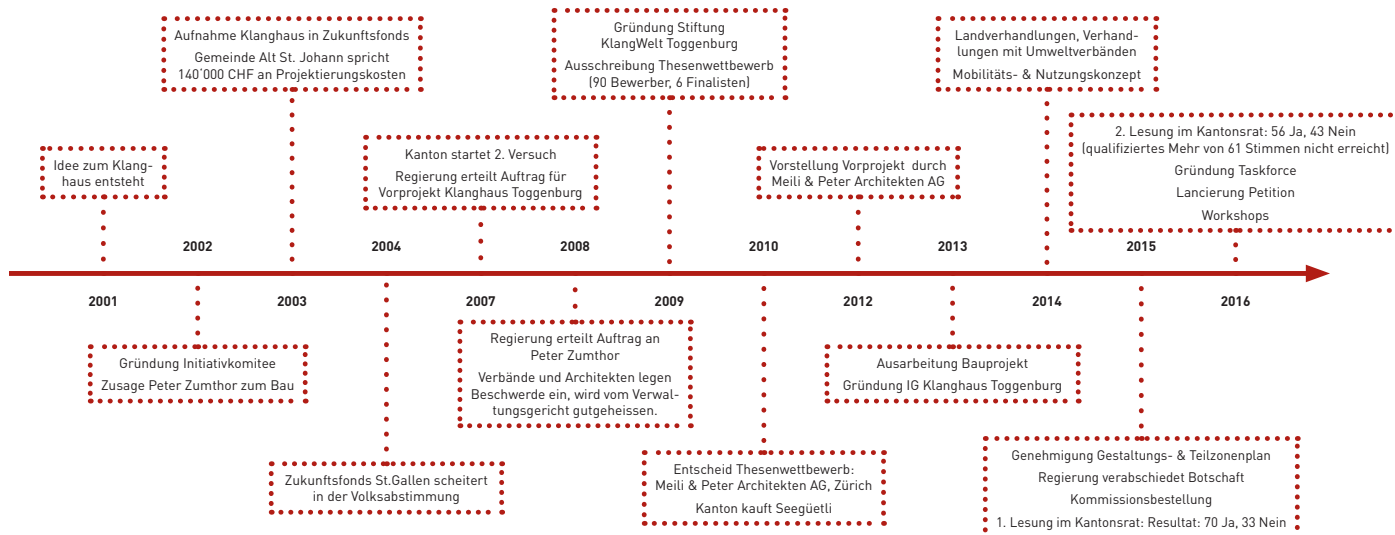 Aufnahme Klanghaus in Zukunftsfonds
Gemeinde Alt St. Johann spricht
140'000 CHF an Projektierungskosten
Gründung Stiftung
KlangWelt Toggenburg
Ausschreibung Thesenwettbewerb
(90 Bewerber, 6 Finalisten)
Landverhandlungen, Verhand-
lungen mit Umweltverbänden
Mobilitäts- & Nutzungskonzept
Idee zum Klang-
haus entsteht
Kanton startet 2. Versuch
Regierung erteilt Auftrag für
Vorprojekt Klanghaus Toggenburg
Vorstellung Vorprojekt durch
Meili & Peter Architekten AG
2. Lesung im Kantonsrat: 56 Ja, 43 Nein
(qualifiziertes Mehr von 61 Stimmen nicht erreicht)
Gründung Taskforce
Lancierung Petition
Workshops
2002
2004
2008
2010
2013
2015
2001
2003
2007
2009
2012
2014
2016
Gründung Initiativkomitee
Zusage Peter Zumthor zum Bau
Regierung erteilt Auftrag an
Peter Zumthor
Verbände und Architekten legen
Beschwerde ein, wird vom Verwal-
tungsgericht gutgeheissen.
Ausarbeitung Bauprojekt
Gründung IG Klanghaus Toggenburg
Zukunftsfonds St.Gallen scheitert
in der Volksabstimmung
Entscheid Thesenwettbewerb:
Meili & Peter Architekten AG, Zürich
Kanton kauft Seegüetli
Genehmigung Gestaltungs- & Teilzonenplan
Regierung verabschiedet Botschaft
Kommissionsbestellung
1. Lesung im Kantonsrat: Resultat: 70 Ja, 33 Nein